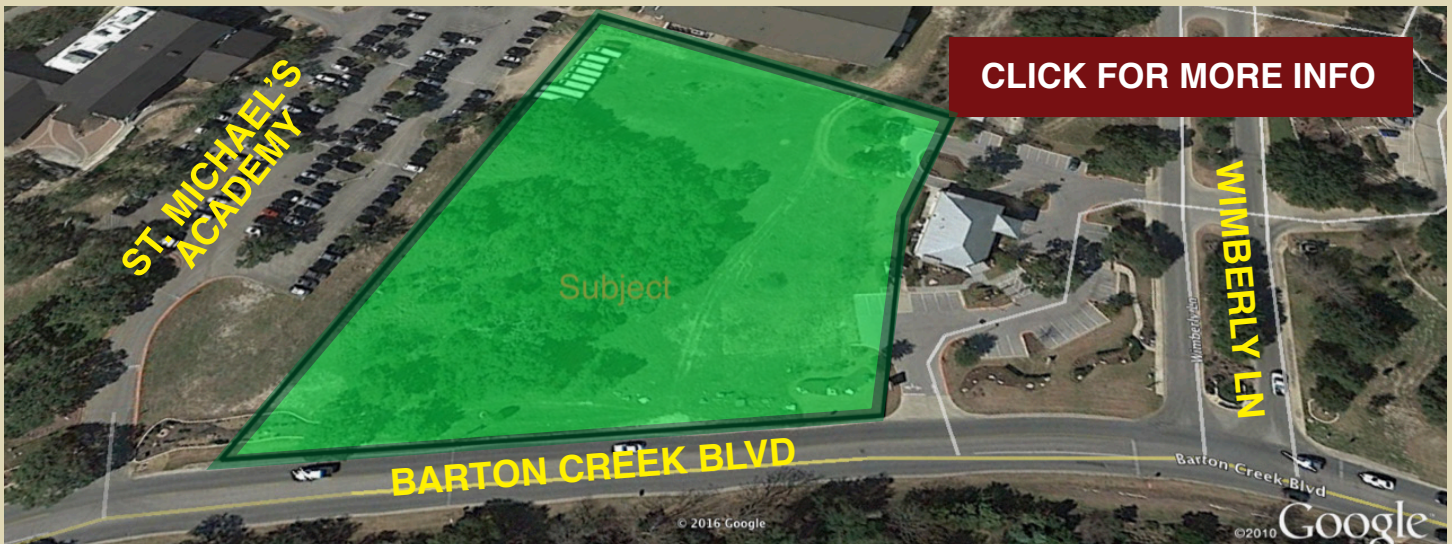 CLICK FOR MORE INFO
ST. MICHAEL'S
ACADEMY
WIMBERLY LN
Wimberly Ln
Subject
BARTON CREEK BLVD
Barton Creek Blvd
© 2016 Google
©2010 Google